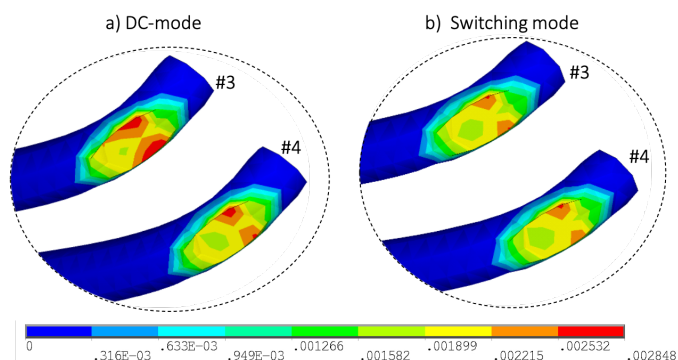 a) DC-mode
b) Switching mode
#3
#3
#4
#4
0 .633E-03 .001266 .001899 .002532
.316E-03 .949E-03 .001582 .002215 .002848